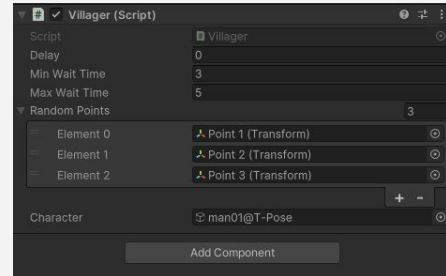 Villager (Script)
Script Villager
Delay 0
Min Wait Time 3
Max Wait Time 5
Random Points 3
Element 0 Point 1 (Transform)
Element 1 Point 2 (Transform)
Element 2 Point 3 (Transform)
+ -
Character man01@T-Pose
Add Component